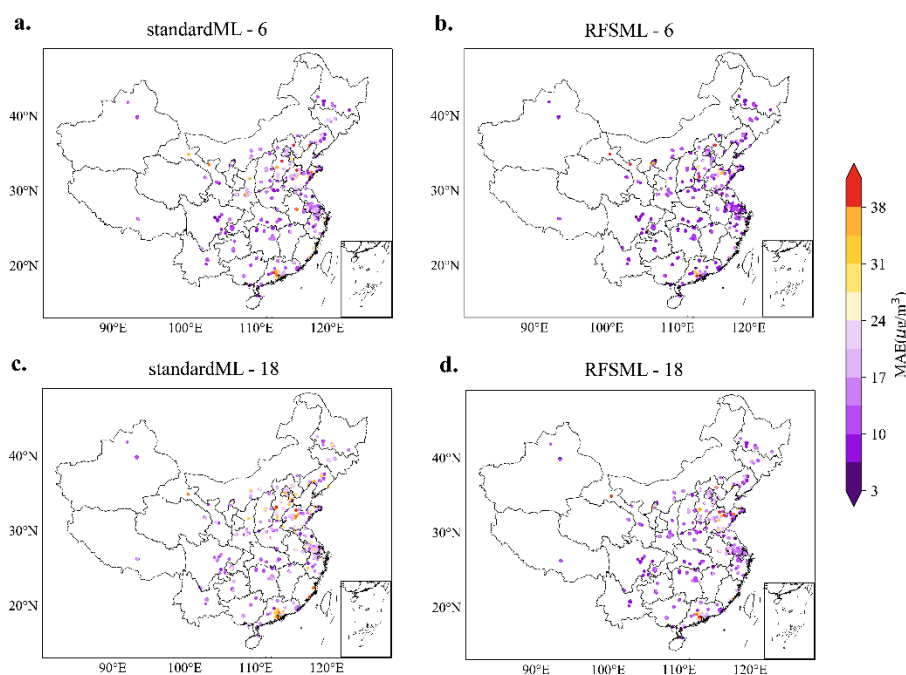 a.
standardML - 6
b.
RFSML - 6
40°N
30°N
20°N
90°E
100°E
110°E
120°E
40°N
30°N
20°N
90°E
100°E
110°E
120°E
c.
standardML - 18
d.
RFSML - 18
40°N
30°N
20°N
90°E
100°E
110°E
120°E
40°N
30°N
20°N
90°E
100°E
110°E
120°E
38
31
24
17
10
3
MAE(μg/m³)